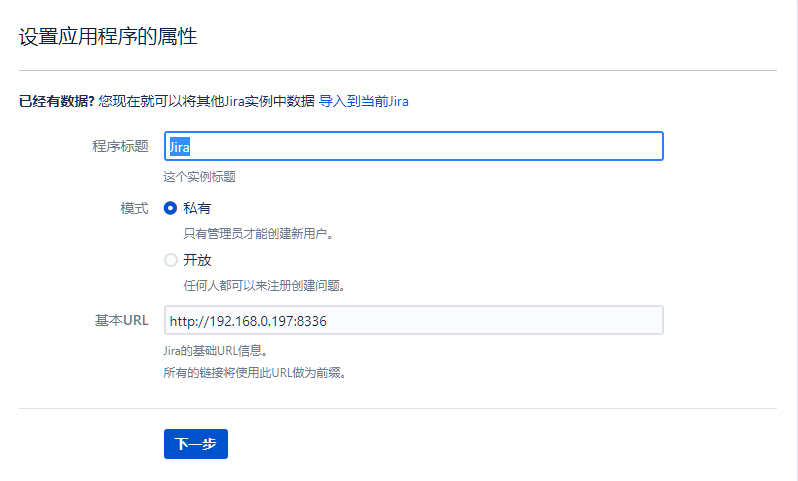 设置应用程序的属性
已经有数据? 您现在就可以将其他Jira实例中数据 导入到当前Jira
程序标题 Jira
这个实例标题
模式 私有
只有管理员才能创建新用户。
开放
任何人都可以来注册创建问题。
基本URL http://192.168.0.197:8336
Jira的基础URL信息。
所有的链接将使用此URL做为前缀。
下一步